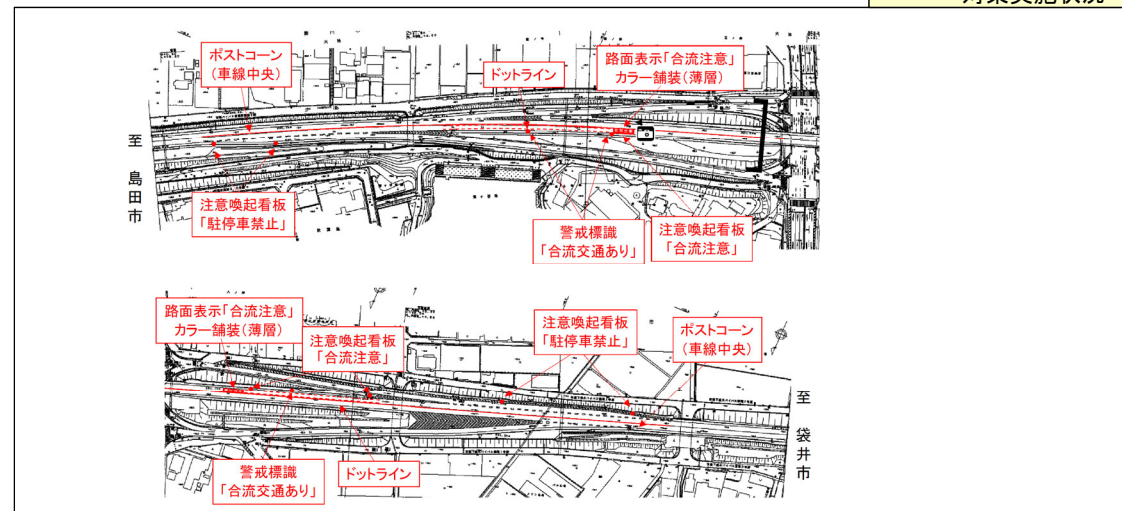 対策実施状況
ポストコーン
(車線中央)
ドットライン
路面表示「合流注意」
カラー舗装(薄層)
至
島
田
市
注意喚起看板
「駐停車禁止」
警戒標識
「合流交通あり」
注意喚起看板
「合流注意」
路面表示「合流注意」
カラー舗装(薄層)
注意喚起看板
「合流注意」
注意喚起看板
「駐停車禁止」
ポストコーン
(車線中央)
至
袋
井
市
警戒標識
「合流交通あり」
ドットライン